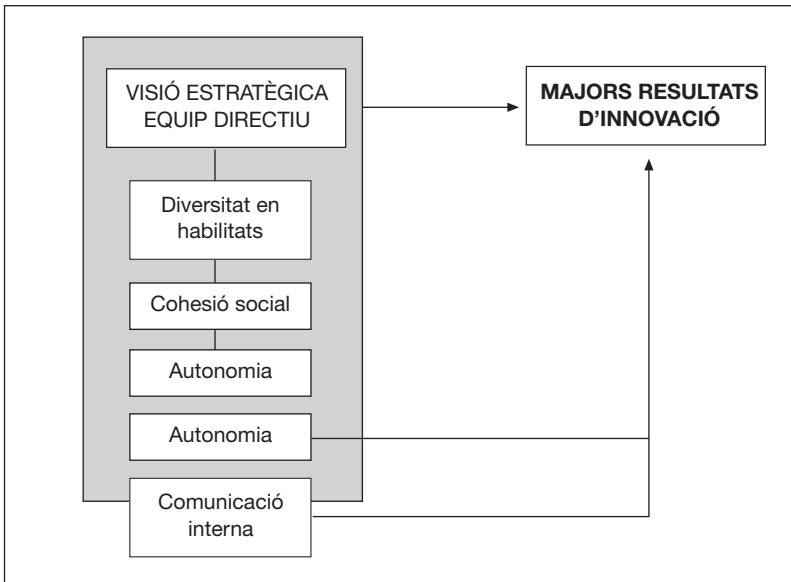 VISIÓ ESTRATÈGICA
EQUIP DIRECTIU
MAJORS RESULTATS
D'INNOVACIÓ
Diversitat en
habilitats
Cohesió social
Autonomia
Autonomia
Comunicació
interna